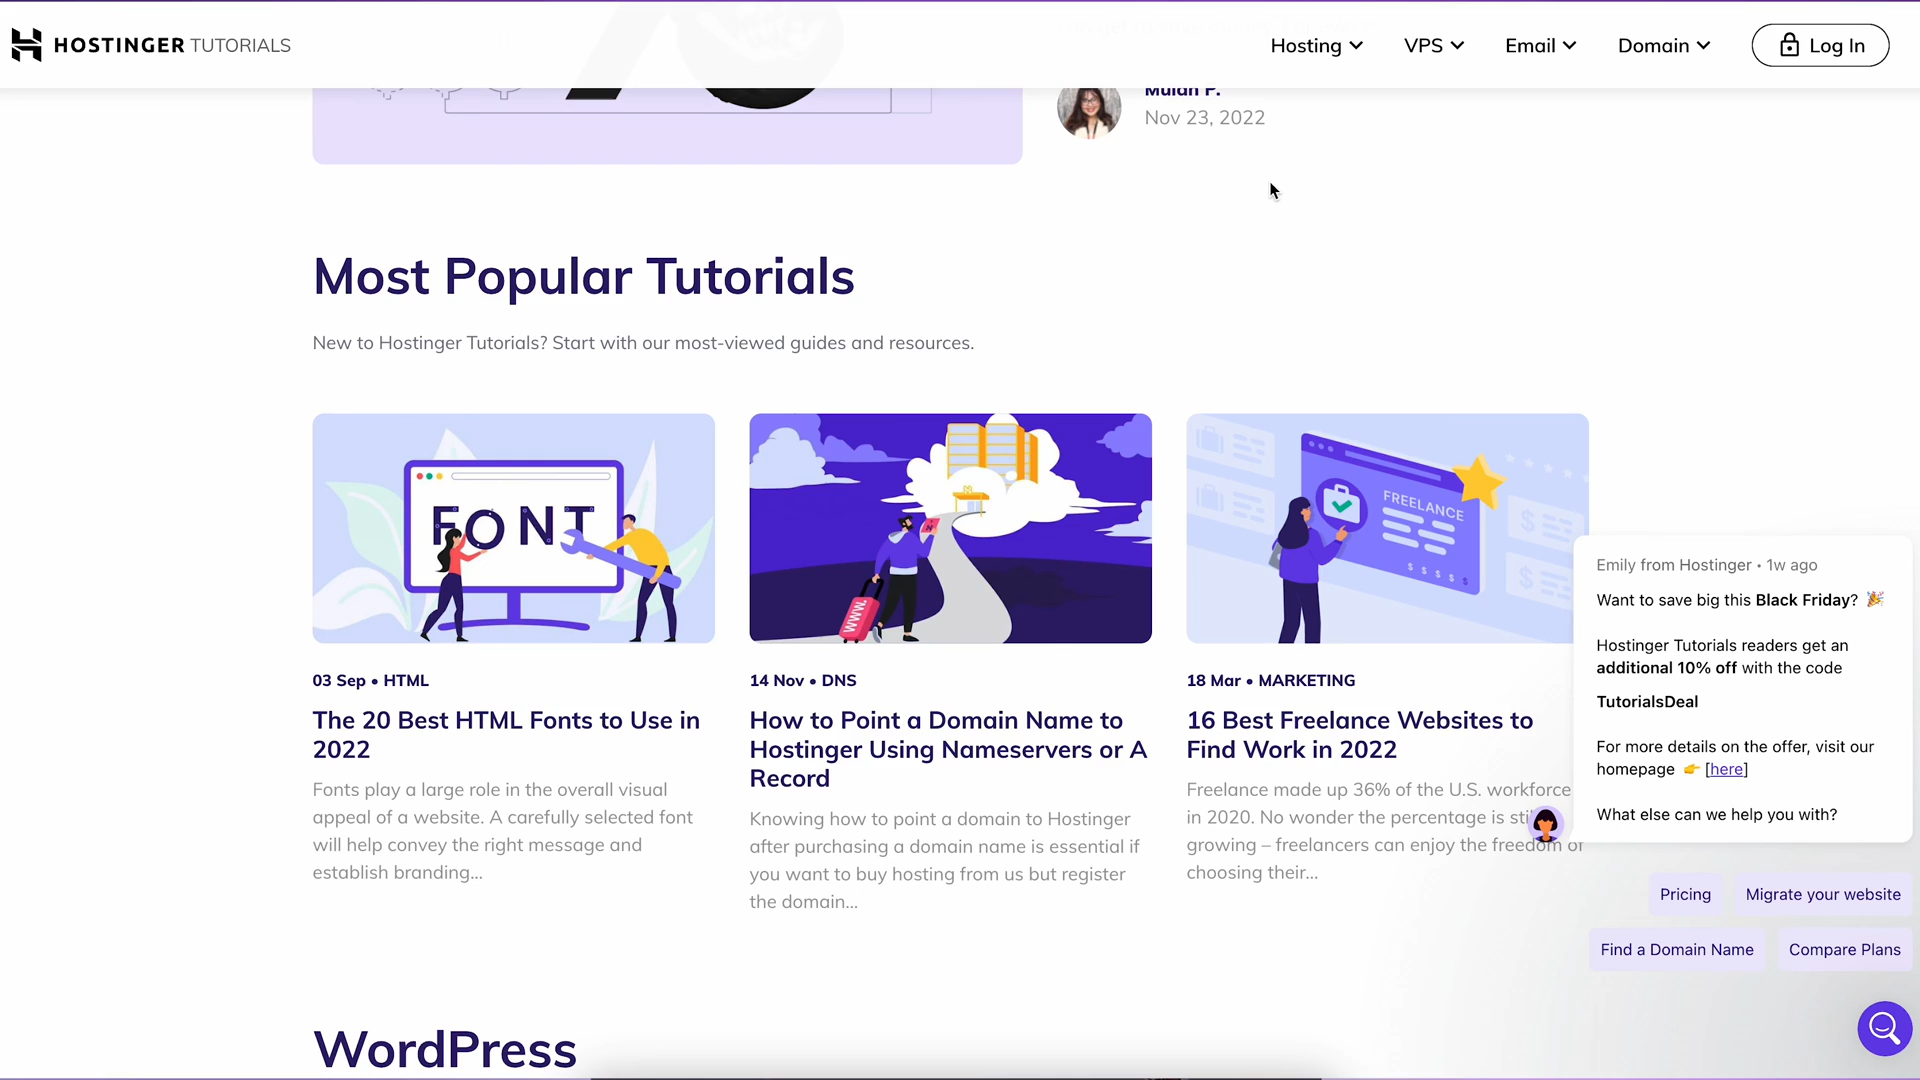 HOSTINGER TUTORIALS
Hosting
VPS
Email
Domain
Log In
Mulan P.
Nov 23, 2022
Most Popular Tutorials
New to Hostinger Tutorials? Start with our most-viewed guides and resources.
FONT
WWW.
FREELANCE
$ $ $ $ $
03 Sep • HTML
The 20 Best HTML Fonts to Use in
2022
Fonts play a large role in the overall visual
appeal of a website. A carefully selected font
will help convey the right message and
establish branding...
14 Nov • DNS
How to Point a Domain Name to
Hostinger Using Nameservers or A
Record
Knowing how to point a domain to Hostinger
after purchasing a domain name is essential if
you want to buy hosting from us but register
the domain...
18 Mar • MARKETING
16 Best Freelance Websites to
Find Work in 2022
Freelance made up 36% of the U.S. workforce
in 2020. No wonder the percentage is
growing – freelancers can enjoy the freedom of
choosing their...
Emily from Hostinger • 1w ago
Want to save big this Black Friday? 🎉
Hostinger Tutorials readers get an
additional 10% off with the code
TutorialsDeal
For more details on the offer, visit our
homepage 👉 [here]
What else can we help you with?
Pricing
Migrate your website
Find a Domain Name
Compare Plans
WordPress